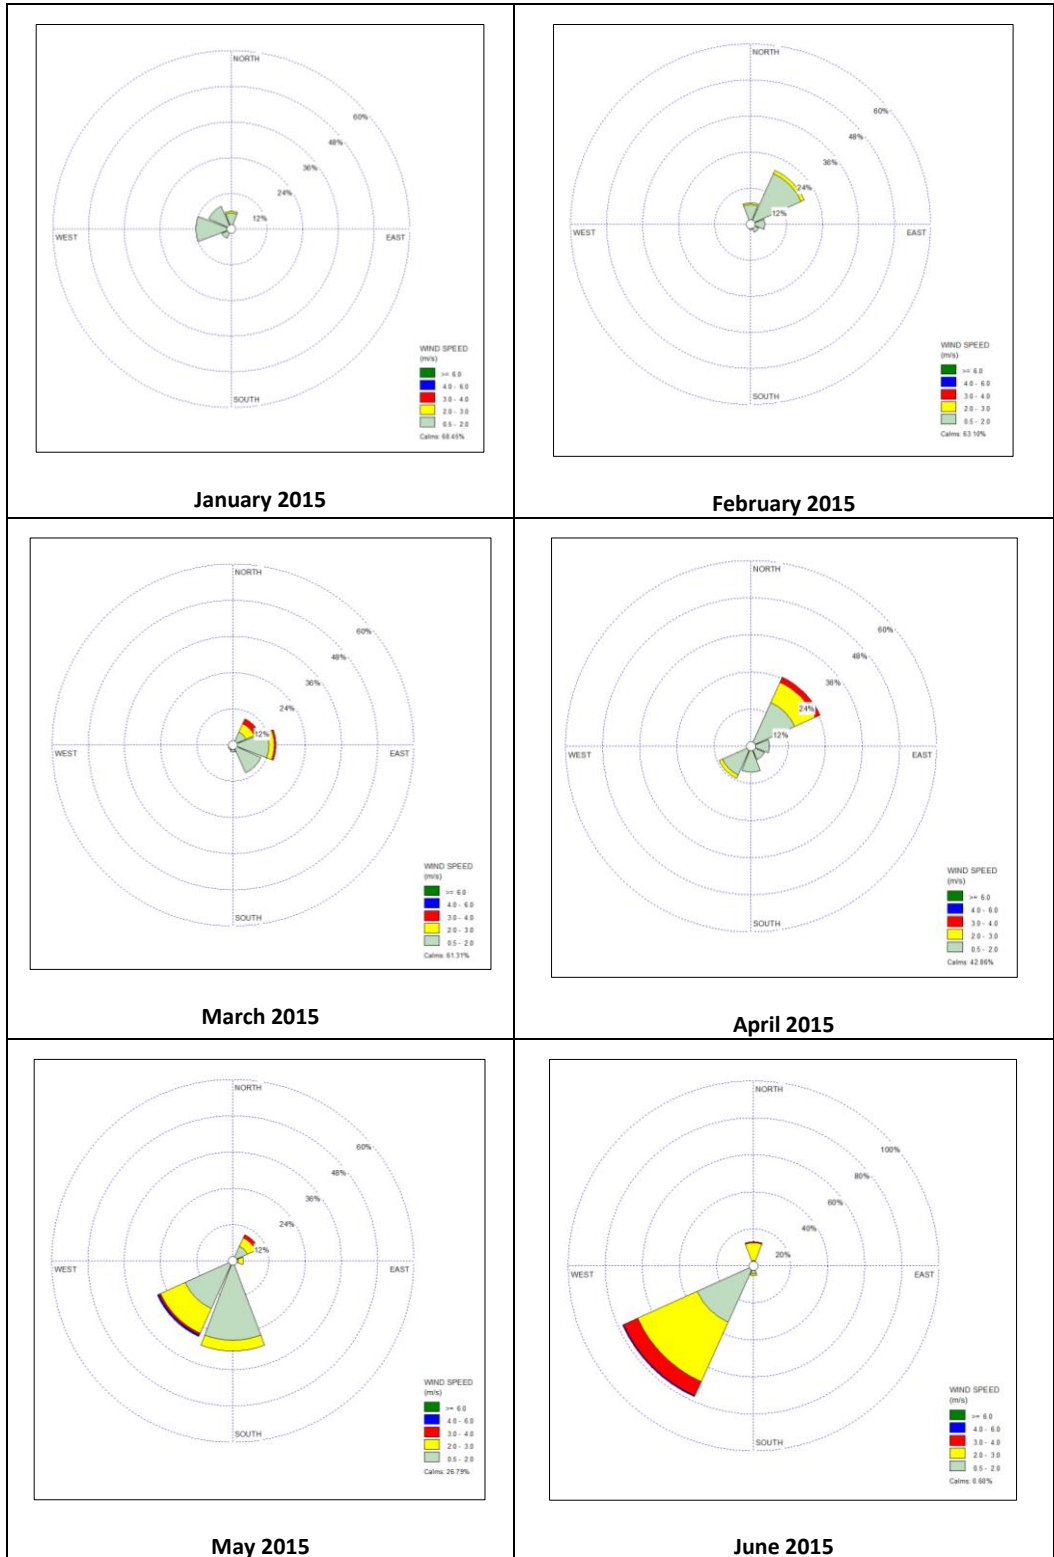 NORTH
60%
48%
36%
24%
12%
WEST
EAST
SOUTH
WIND SPEED
(m/s)
>= 6.0
4.0 - 6.0
3.0 - 4.0
2.0 - 3.0
0.5 - 2.0
Calms: 68.45%
January 2015
NORTH
60%
48%
36%
24%
12%
WEST
EAST
SOUTH
WIND SPEED
(m/s)
>= 6.0
4.0 - 6.0
3.0 - 4.0
2.0 - 3.0
0.5 - 2.0
Calms: 63.10%
February 2015
NORTH
60%
48%
36%
24%
12%
WEST
EAST
SOUTH
WIND SPEED
(m/s)
>= 6.0
4.0 - 6.0
3.0 - 4.0
2.0 - 3.0
0.5 - 2.0
Calms: 61.31%
March 2015
NORTH
60%
48%
36%
24%
12%
WEST
EAST
SOUTH
WIND SPEED
(m/s)
>= 6.0
4.0 - 6.0
3.0 - 4.0
2.0 - 3.0
0.5 - 2.0
Calms: 42.86%
April 2015
NORTH
60%
48%
36%
24%
12%
WEST
EAST
SOUTH
WIND SPEED
(m/s)
>= 6.0
4.0 - 6.0
3.0 - 4.0
2.0 - 3.0
0.5 - 2.0
Calms: 26.79%
May 2015
NORTH
100%
80%
60%
40%
20%
WEST
EAST
SOUTH
WIND SPEED
(m/s)
>= 6.0
4.0 - 6.0
3.0 - 4.0
2.0 - 3.0
0.5 - 2.0
Calms:
June 2015